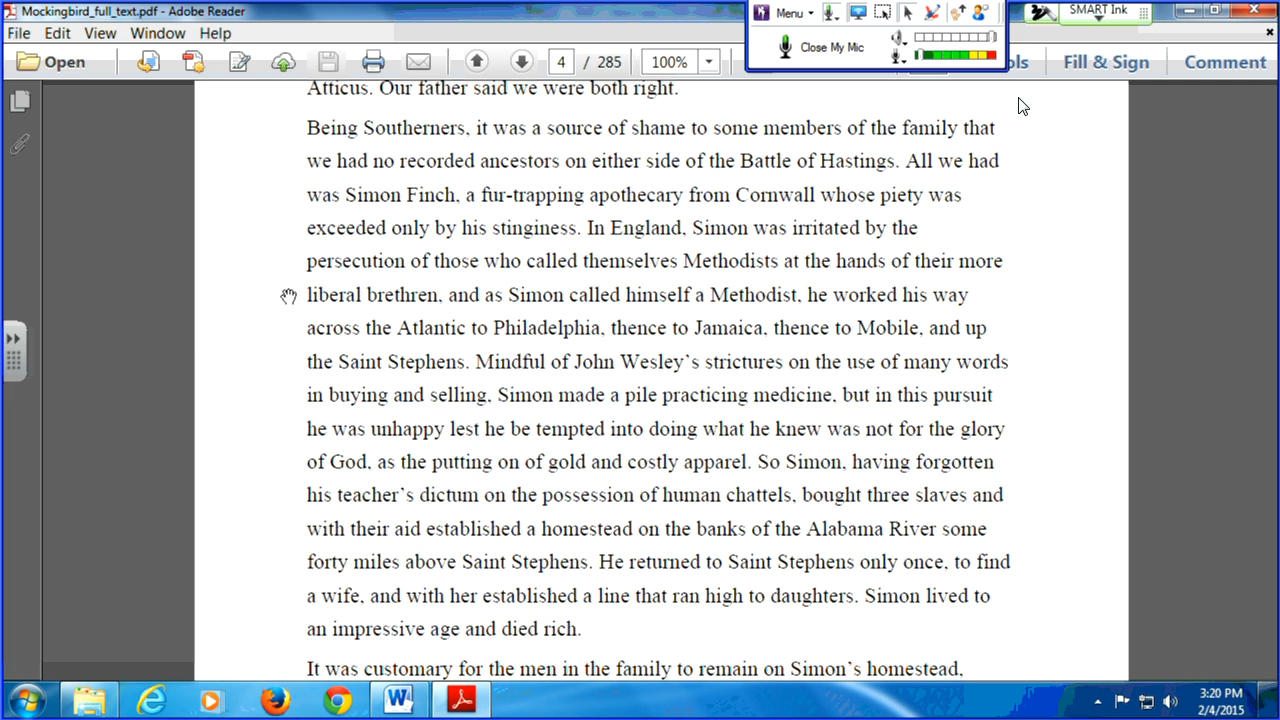 Mockingbird_full_text.pdf - Adobe Reader
Menu
SMART Ink
File Edit View Window Help
Close My Mic
Open
4 / 285
100%
Fill & Sign
Comment
Atticus. Our father said we were both right.
Being Southerners, it was a source of shame to some members of the family that
we had no recorded ancestors on either side of the Battle of Hastings. All we had
was Simon Finch, a fur-trapping apothecary from Cornwall whose piety was
exceeded only by his stinginess. In England, Simon was irritated by the
persecution of those who called themselves Methodists at the hands of their more
liberal brethren, and as Simon called himself a Methodist, he worked his way
across the Atlantic to Philadelphia, thence to Jamaica, thence to Mobile, and up
the Saint Stephens. Mindful of John Wesley’s strictures on the use of many words
in buying and selling, Simon made a pile practicing medicine, but in this pursuit
he was unhappy lest he be tempted into doing what he knew was not for the glory
of God, as the putting on of gold and costly apparel. So Simon, having forgotten
his teacher’s dictum on the possession of human chattels, bought three slaves and
with their aid established a homestead on the banks of the Alabama River some
forty miles above Saint Stephens. He returned to Saint Stephens only once, to find
a wife, and with her established a line that ran high to daughters. Simon lived to
an impressive age and died rich.
It was customary for the men in the family to remain on Simon’s homestead,
3:20 PM
2/4/2015